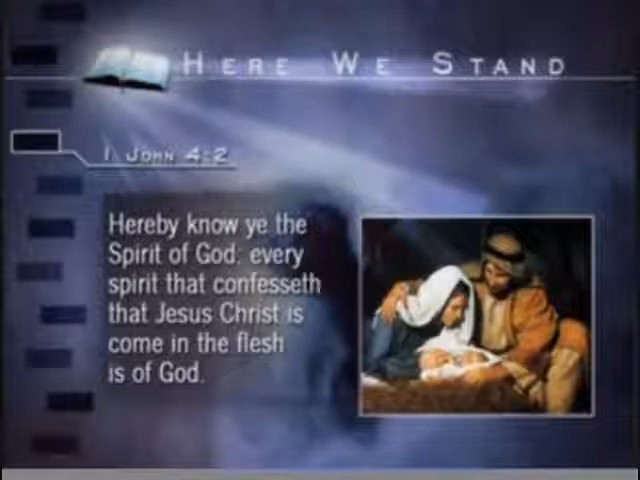 HERE WE STAND
1 JOHN 4:2
Hereby know ye the
Spirit of God: every
spirit that confesseth
that Jesus Christ is
come in the flesh
is of God.